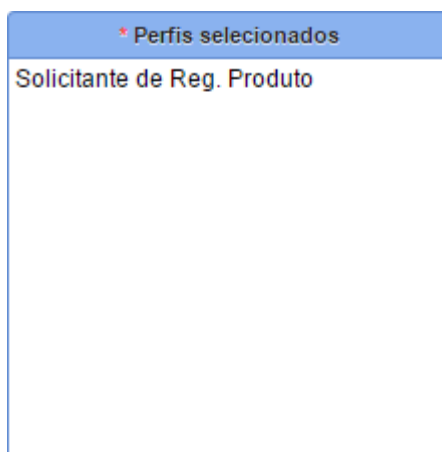 * Perfis selecionados
Solicitante de Reg. Produto